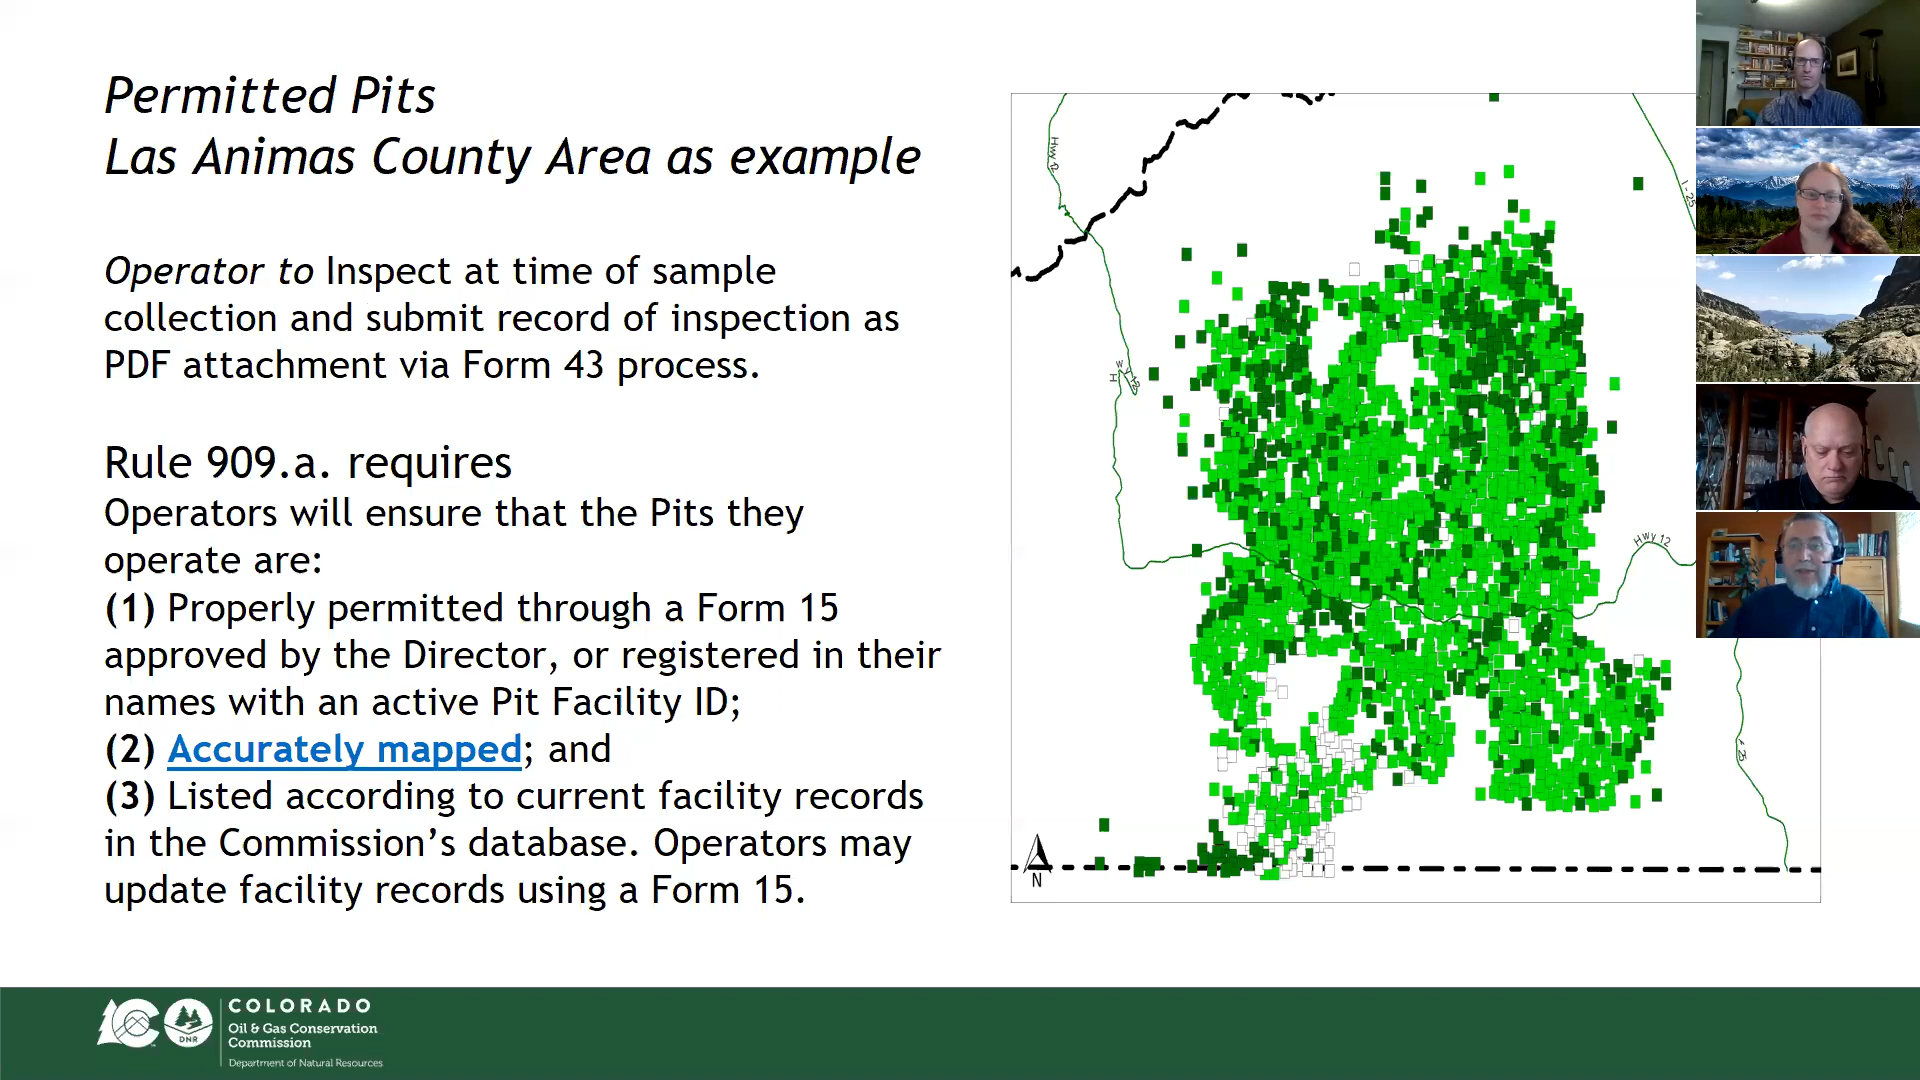 Permitted Pits
Las Animas County Area as example
Operator to Inspect at time of sample
collection and submit record of inspection as
PDF attachment via Form 43 process.
Rule 909.a. requires
Operators will ensure that the Pits they
operate are:
(1) Properly permitted through a Form 15
approved by the Director, or registered in their
names with an active Pit Facility ID;
(2) Accurately mapped; and
(3) Listed according to current facility records
in the Commission's database. Operators may
update facility records using a Form 15.
I-25
Hwy 12
N
COLORADO
Oil & Gas Conservation
Commission
Department of Natural Resources
DNR